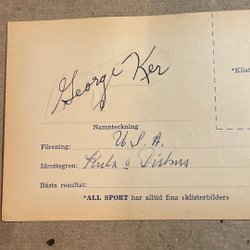 *Klist
George Ker
Namnteckning
Förening: U S A.
Idrottsgren: Kula o Diskus
Bästa resultat:
*ALL SPORT har alltid fina »klisterbilder»